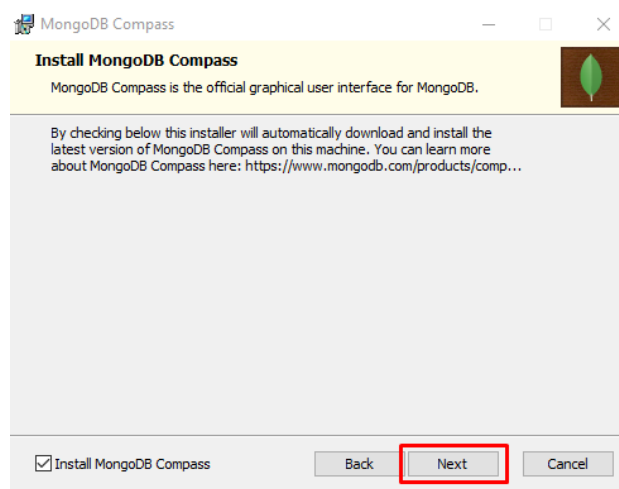 MongoDB Compass
Install MongoDB Compass
MongoDB Compass is the official graphical user interface for MongoDB.
By checking below this installer will automatically download and install the
latest version of MongoDB Compass on this machine. You can learn more
about MongoDB Compass here: https://www.mongodb.com/products/comp...
Install MongoDB Compass
Back
Next
Cancel